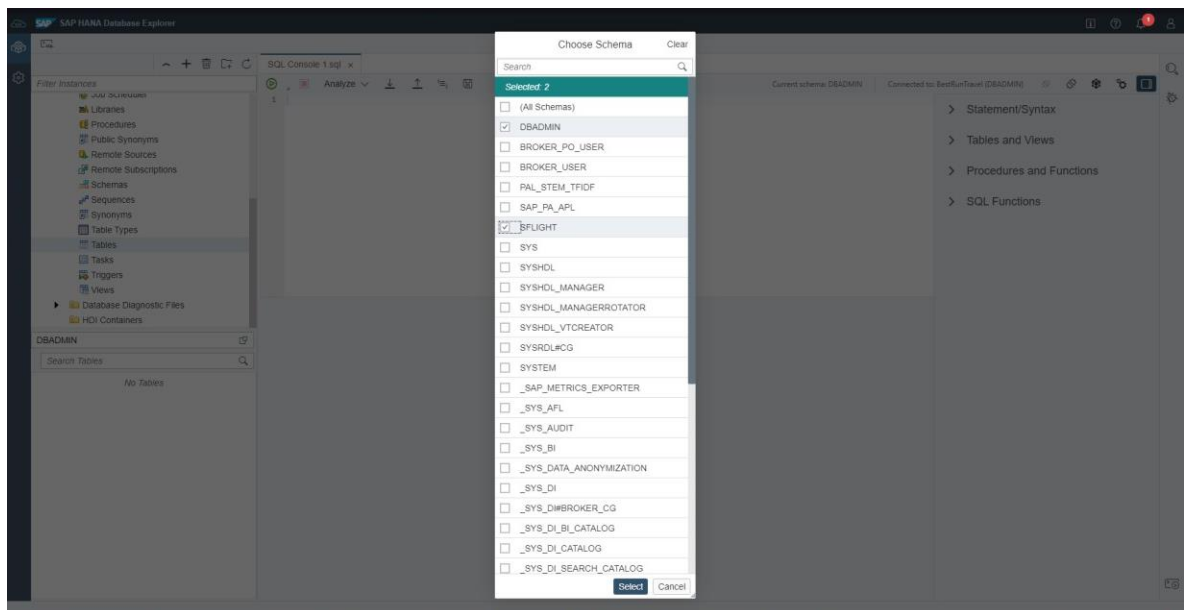 SAP SAP HANA Database Explorer
1
SQL Console 1.sql ×
Filter Instances
Analyze
Current schema: DBADMIN
Connected to: BestRunTravel (DBADMIN)
1
Job Scheduler
Libraries
Procedures
Public Synonyms
Remote Sources
Remote Subscriptions
Schemas
Sequences
Synonyms
Table Types
Tables
Tasks
Triggers
Views
Database Diagnostic Files
HDI Containers
DBADMIN
Search Tables
No Tables
Choose Schema
Clear
Search
Selected: 2
(All Schemas)
DBADMIN
BROKER_PO_USER
BROKER_USER
PAL_STEM_TFIDF
SAP_PA_APL
SFLIGHT
SYS
SYSHDL
SYSHDL_MANAGER
SYSHDL_MANAGERROTATOR
SYSHDL_VTCREATOR
SYSRDL#CG
SYSTEM
_SAP_METRICS_EXPORTER
_SYS_AFL
_SYS_AUDIT
_SYS_BI
_SYS_DATA_ANONYMIZATION
_SYS_DI
_SYS_DI#BROKER_CG
_SYS_DI_BI_CATALOG
_SYS_DI_CATALOG
_SYS_DI_SEARCH_CATALOG
Select
Cancel
Statement/Syntax
Tables and Views
Procedures and Functions
SQL Functions